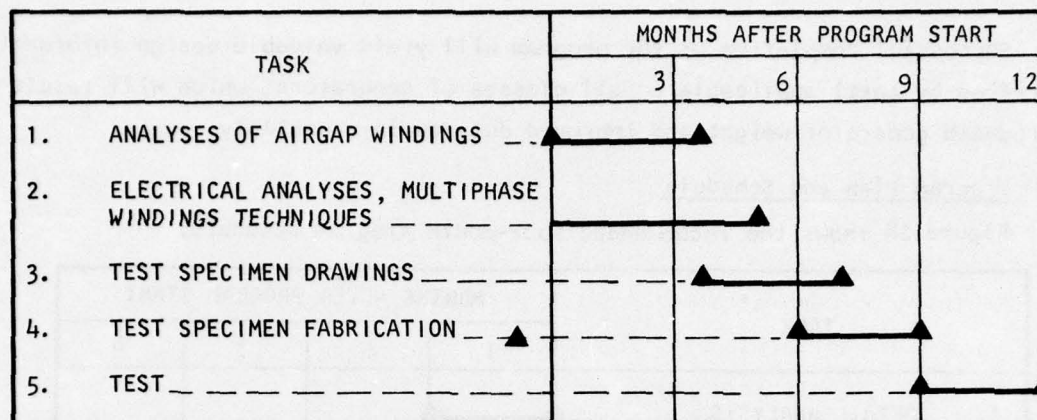 MONTHS AFTER PROGRAM START
TASK
3 6 9 12
1. ANALYSES OF AIRGAP WINDINGS
2. ELECTRICAL ANALYSES, MULTIPHASE
WINDINGS TECHNIQUES
3. TEST SPECIMEN DRAWINGS
4. TEST SPECIMEN FABRICATION
5. TEST